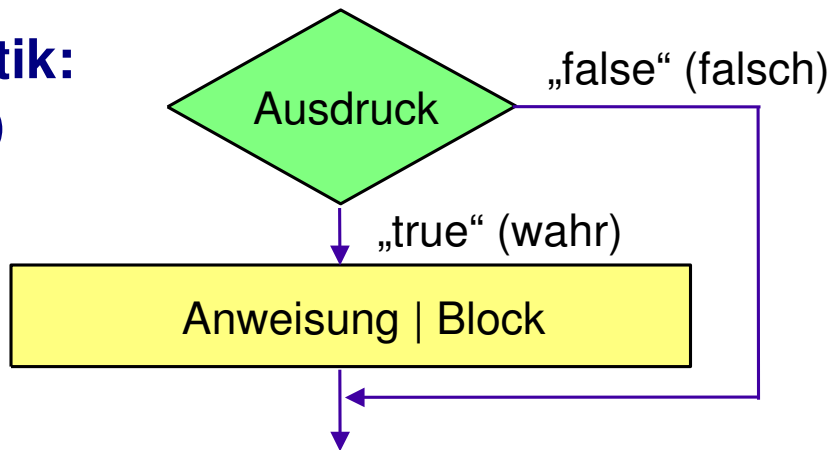 tik:
)
Ausdruck
„false“ (falsch)
„true“ (wahr)
Anweisung | Block